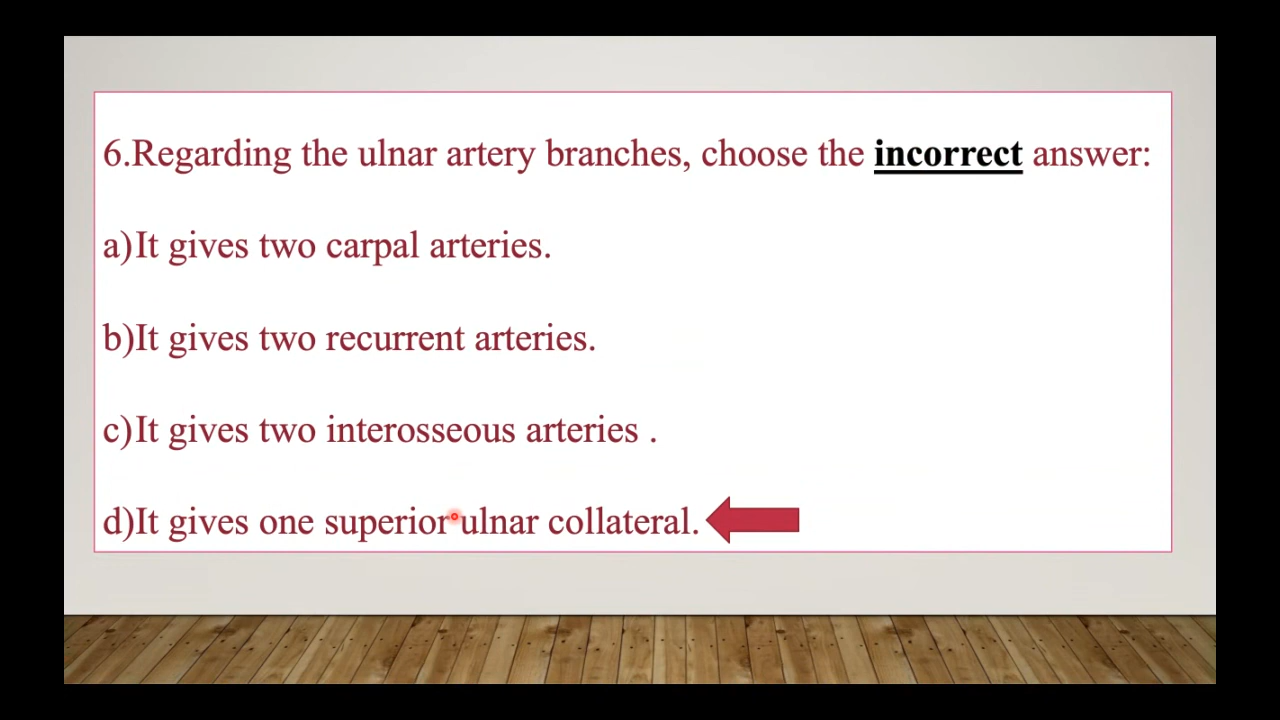 6.Regarding the ulnar artery branches, choose the incorrect answer:
a)It gives two carpal arteries.
b)It gives two recurrent arteries.
c)It gives two interosseous arteries .
d)It gives one superior ulnar collateral.